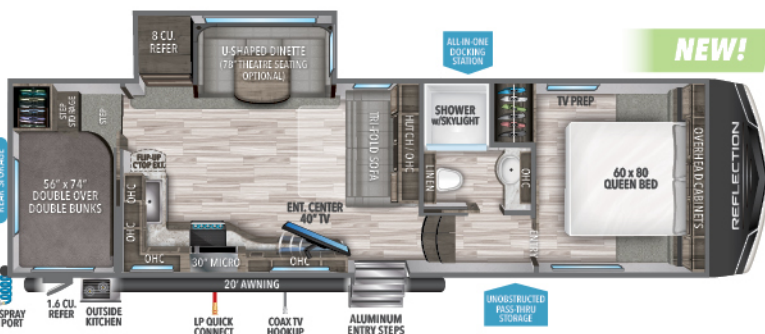 NEW!
8 CU.
REFER
U-SHAPED DINETTE
(78" THEATRE SEATING
OPTIONAL)
ALL-IN-ONE
DOCKING
STATION
STEP
STORAGE
STEP
56" x 74"
DOUBLE OVER
DOUBLE BUNKS
REAR STORAGE
FLIP-UP
C'TOP EXT.
OHC
OHC
OHC
30" MICRO
OHC
ENT. CENTER
40" TV
TRI-FOLD SOFA
HUTCH / OHC
SHOWER
w/SKYLIGHT
LINEN
OHC
TV PREP
60 x 80
QUEEN BED
OVERHEAD CABINETS
REFLECTION
20' AWNING
SPRAY
PORT
1.6 CU.
REFER
OUTSIDE
KITCHEN
LP QUICK
CONNECT
COAX TV
HOOKUP
ALUMINUM
ENTRY STEPS
UNOBSTRUCTED
PASS-THRU
STORAGE